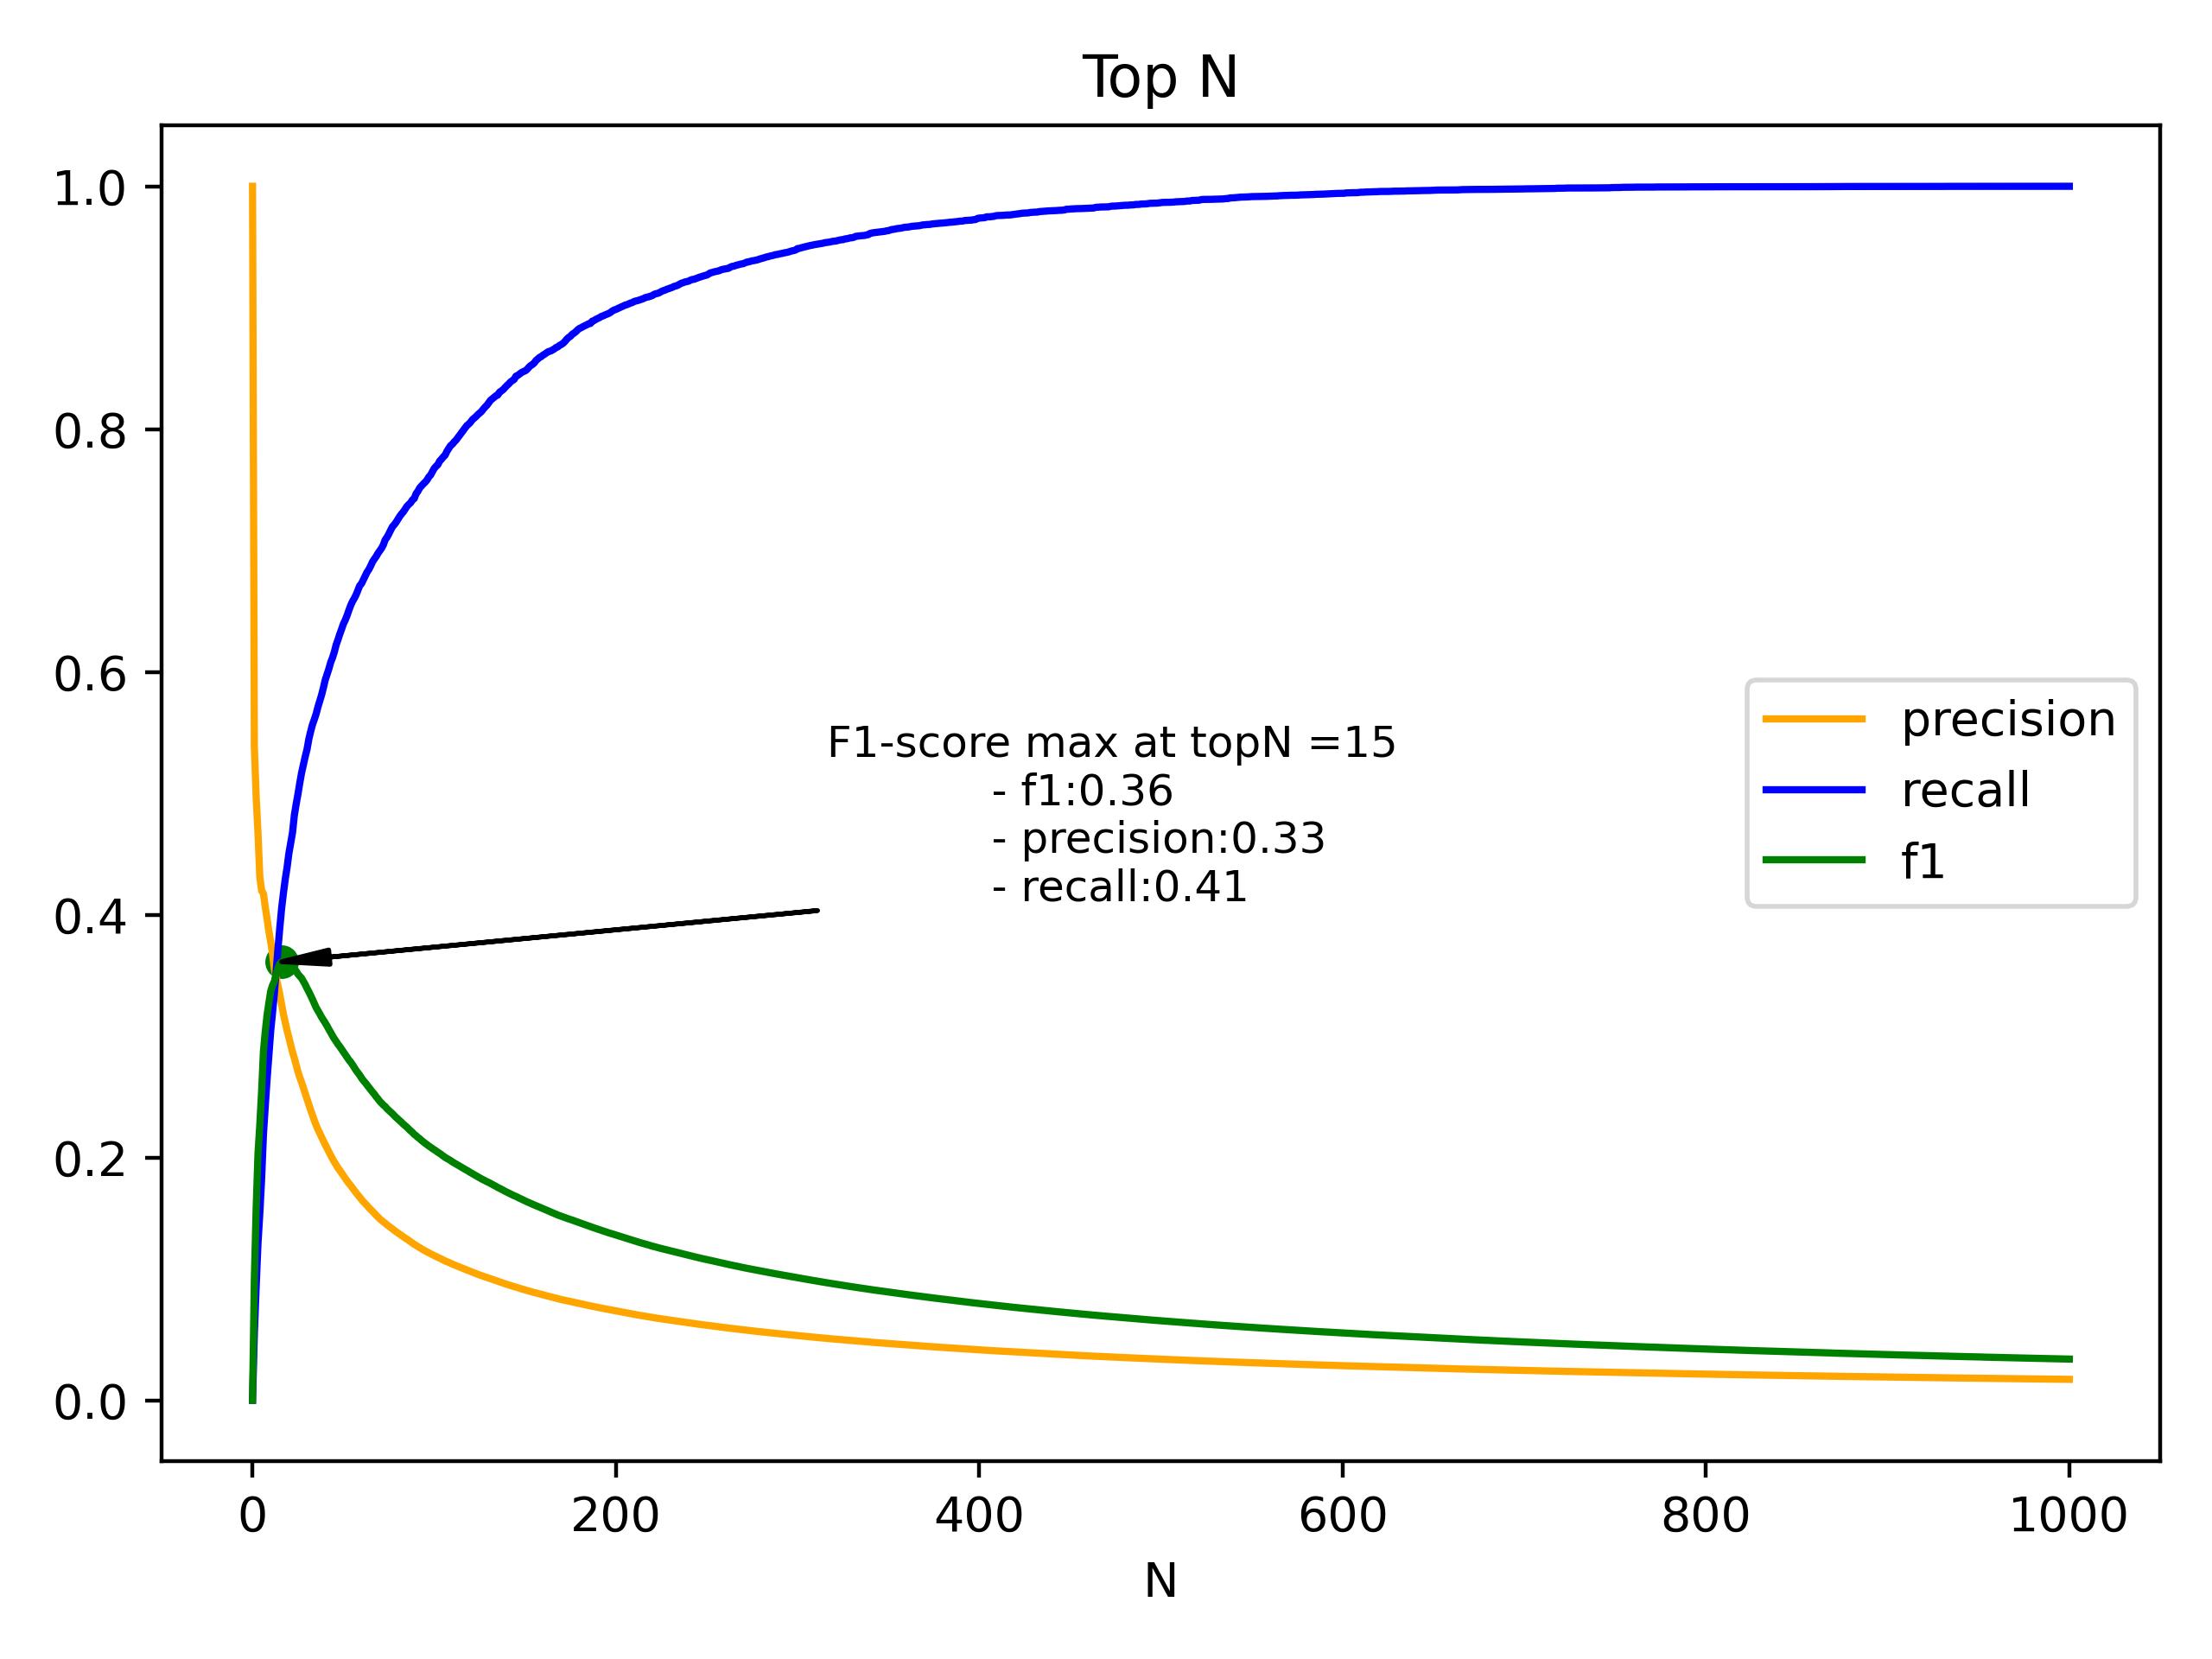 Top N
1.0
0.8
0.6
0.4
0.2
0.0
F1-score max at topN =15
- f1:0.36
- precision:0.33
- recall:0.41
precision
recall
f1
0 200 400 600 800 1000
N